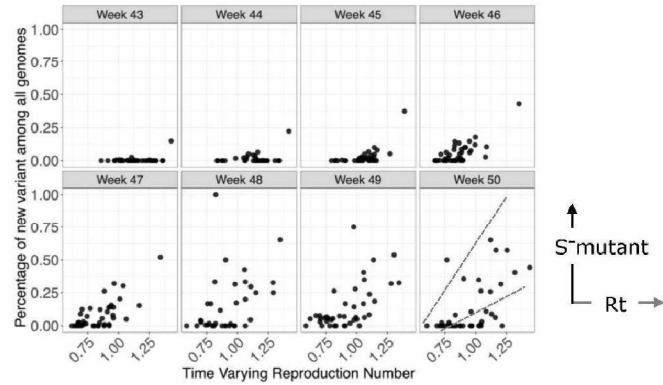 Week 43 Week 44 Week 45 Week 46
1.00
0.75
0.50
0.25
0.00
Week 47 Week 48 Week 49 Week 50
1.00
0.75
0.50
0.25
0.00
0.75 1.00 1.25 0.75 1.00 1.25 0.75 1.00 1.25 0.75 1.00 1.25
Percentage of new variant among all genomes
Time Varying Reproduction Number
S-mutant
Rt